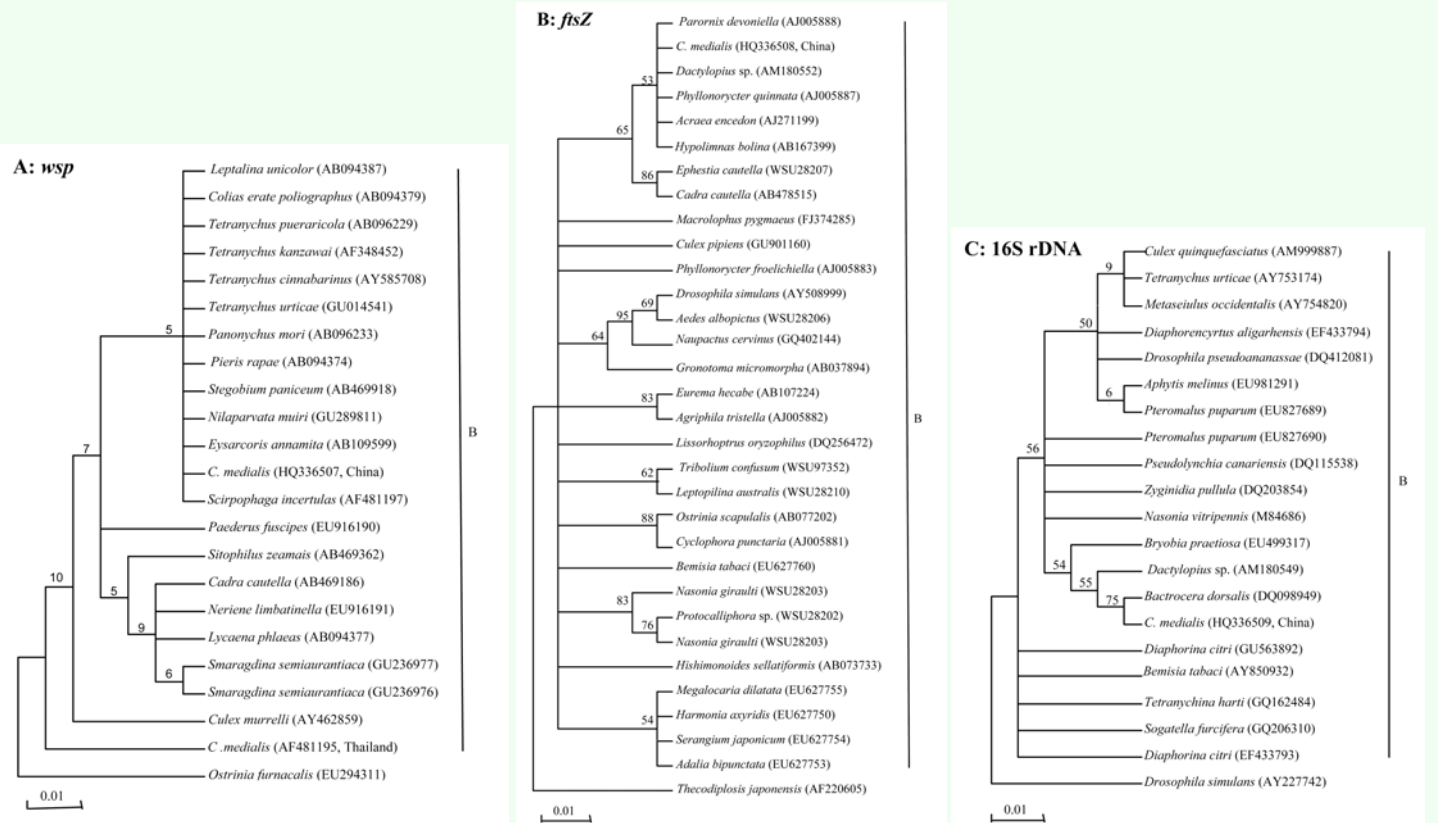 A: wsp
Leptalina unicolor (AB094387)
Colias erate poliographus (AB094379)
Tetranychus pueraricola (AB096229)
Tetranychus kanzawai (AF348452)
Tetranychus cinnabarinus (AY585708)
Tetranychus urticae (GU014541)
5
Panonychus mori (AB096233)
Pieris rapae (AB094374)
Stegobium paniceum (AB469918)
Nilaparvata muiri (GU289811)
B
Eysarcoris annamita (AB109599)
7
C. medialis (HQ336507, China)
Scirpophaga incertulas (AF481197)
Paederus fuscipes (EU916190)
Sitophilus zeamais (AB469362)
10
Cadra cautella (AB469186)
5
Neriene limbatinella (EU916191)
9
Lycaena phlaeas (AB094377)
Smaragdina semiaurantiaca (GU236977)
6
Smaragdina semiaurantiaca (GU236976)
Culex murrelli (AY462859)
C .medialis (AF481195, Thailand)
Ostrinia furnacalis (EU294311)
0.01
B: ftsZ
Parornix devoniella (AJ005888)
C. medialis (HQ336508, China)
Dactylopius sp. (AM180552)
53
Phyllonorycter quinnata (AJ005887)
Acraea encedon (AJ271199)
65
Hypolimnas bolina (AB167399)
Ephestia cautella (WSU28207)
86
Cadra cautella (AB478515)
Macrolophus pygmaeus (FJ374285)
Culex pipiens (GU901160)
Phyllonorycter froelichiella (AJ005883)
Drosophila simulans (AY508999)
69
Aedes albopictus (WSU28206)
95
Naupactus cervinus (GQ402144)
64
Gronotoma micromorpha (AB037894)
Eurema hecabe (AB107224)
83
Agriphila tristella (AJ005882)
B
Lissorhoptrus oryzophilus (DQ256472)
Tribolium confusum (WSU97352)
62
Leptopilina australis (WSU28210)
Ostrinia scapulalis (AB077202)
88
Cyclophora punctaria (AJ005881)
Bemisia tabaci (EU627760)
Nasonia giraulti (WSU28203)
83
Protocalliphora sp. (WSU28202)
76
Nasonia giraulti (WSU28203)
Hishimonoides sellatiformis (AB073733)
Megalocaria dilatata (EU627755)
Harmonia axyridis (EU627750)
54
Serangium japonicum (EU627754)
Adalia bipunctata (EU627753)
Thecodiplosis japonensis (AF220605)
0.01
C: 16S rDNA
Culex quinquefasciatus (AM999887)
9
Tetranychus urticae (AY753174)
Metaseiulus occidentalis (AY754820)
50
Diaphorencyrtus aligarhensis (EF433794)
Drosophila pseudoananassae (DQ412081)
Aphytis melinus (EU981291)
6
Pteromalus puparum (EU827689)
Pteromalus puparum (EU827690)
56
Pseudolynchia canariensis (DQ115538)
B
Zyginidia pullula (DQ203854)
Nasonia vitripennis (M84686)
Bryobia praetiosa (EU499317)
54
Dactylopius sp. (AM180549)
55
Bactrocera dorsalis (DQ098949)
75
C. medialis (HQ336509, China)
Diaphorina citri (GU563892)
Bemisia tabaci (AY850932)
Tetranychina harti (GQ162484)
Sogatella furcifera (GQ206310)
Diaphorina citri (EF433793)
Drosophila simulans (AY227742)
0.01